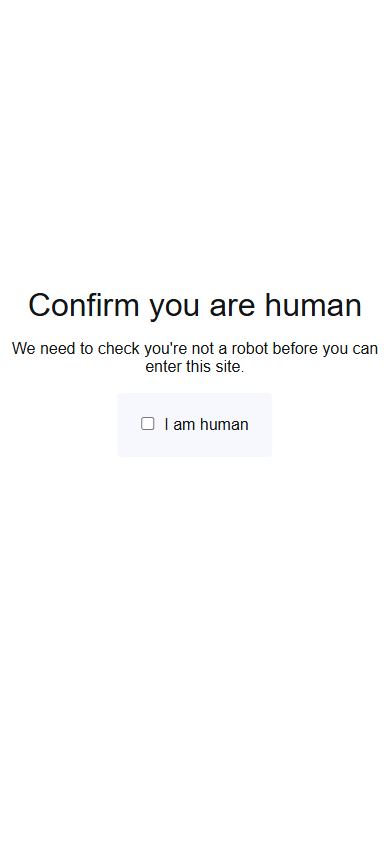 Confirm you are human
We need to check you're not a robot before you can
enter this site.
I am human